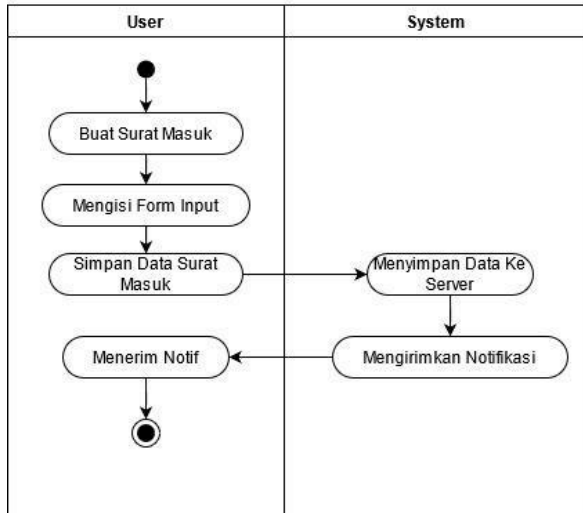 User
System
Buat Surat Masuk
Mengisi Form Input
Simpan Data Surat
Masuk
Menyimpan Data Ke
Server
Menerim Notif
Mengirimkan Notifikasi